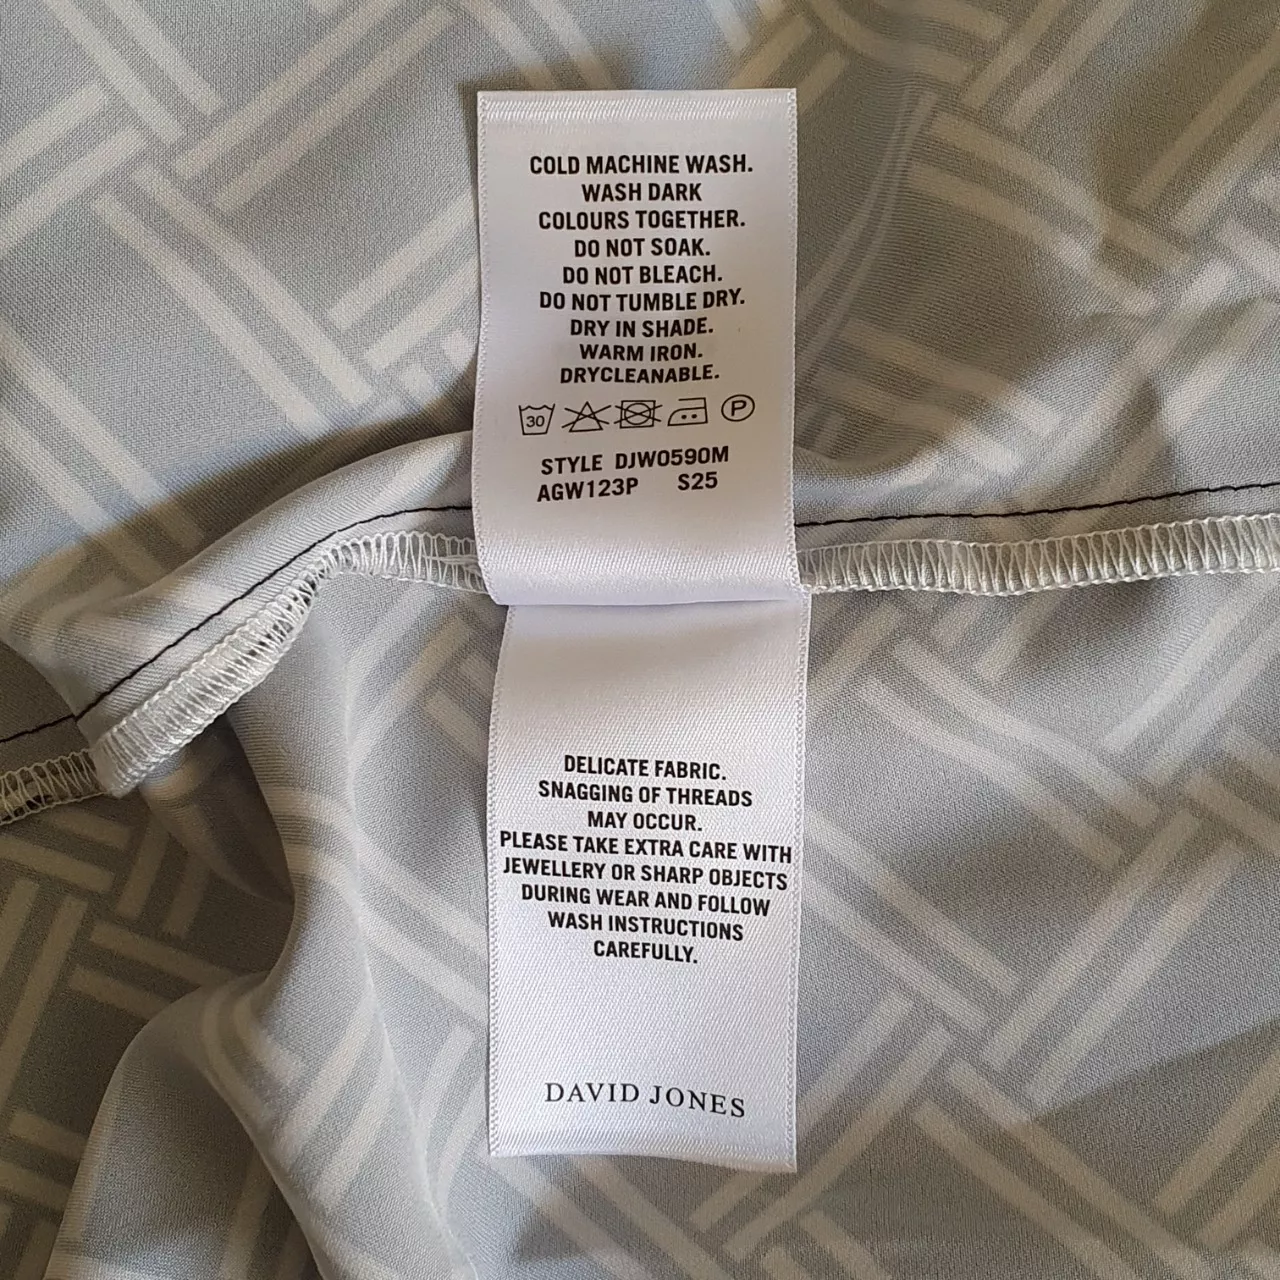 COLD MACHINE WASH.
WASH DARK
COLOURS TOGETHER.
DO NOT SOAK.
DO NOT BLEACH.
DO NOT TUMBLE DRY.
DRY IN SHADE.
WARM IRON.
DRYCLEANABLE.
30 P
STYLE DJW0590M
AGW123P S25
DELICATE FABRIC.
SNAGGING OF THREADS
MAY OCCUR.
PLEASE TAKE EXTRA CARE WITH
JEWELLERY OR SHARP OBJECTS
DURING WEAR AND FOLLOW
WASH INSTRUCTIONS
CAREFULLY.
DAVID JONES